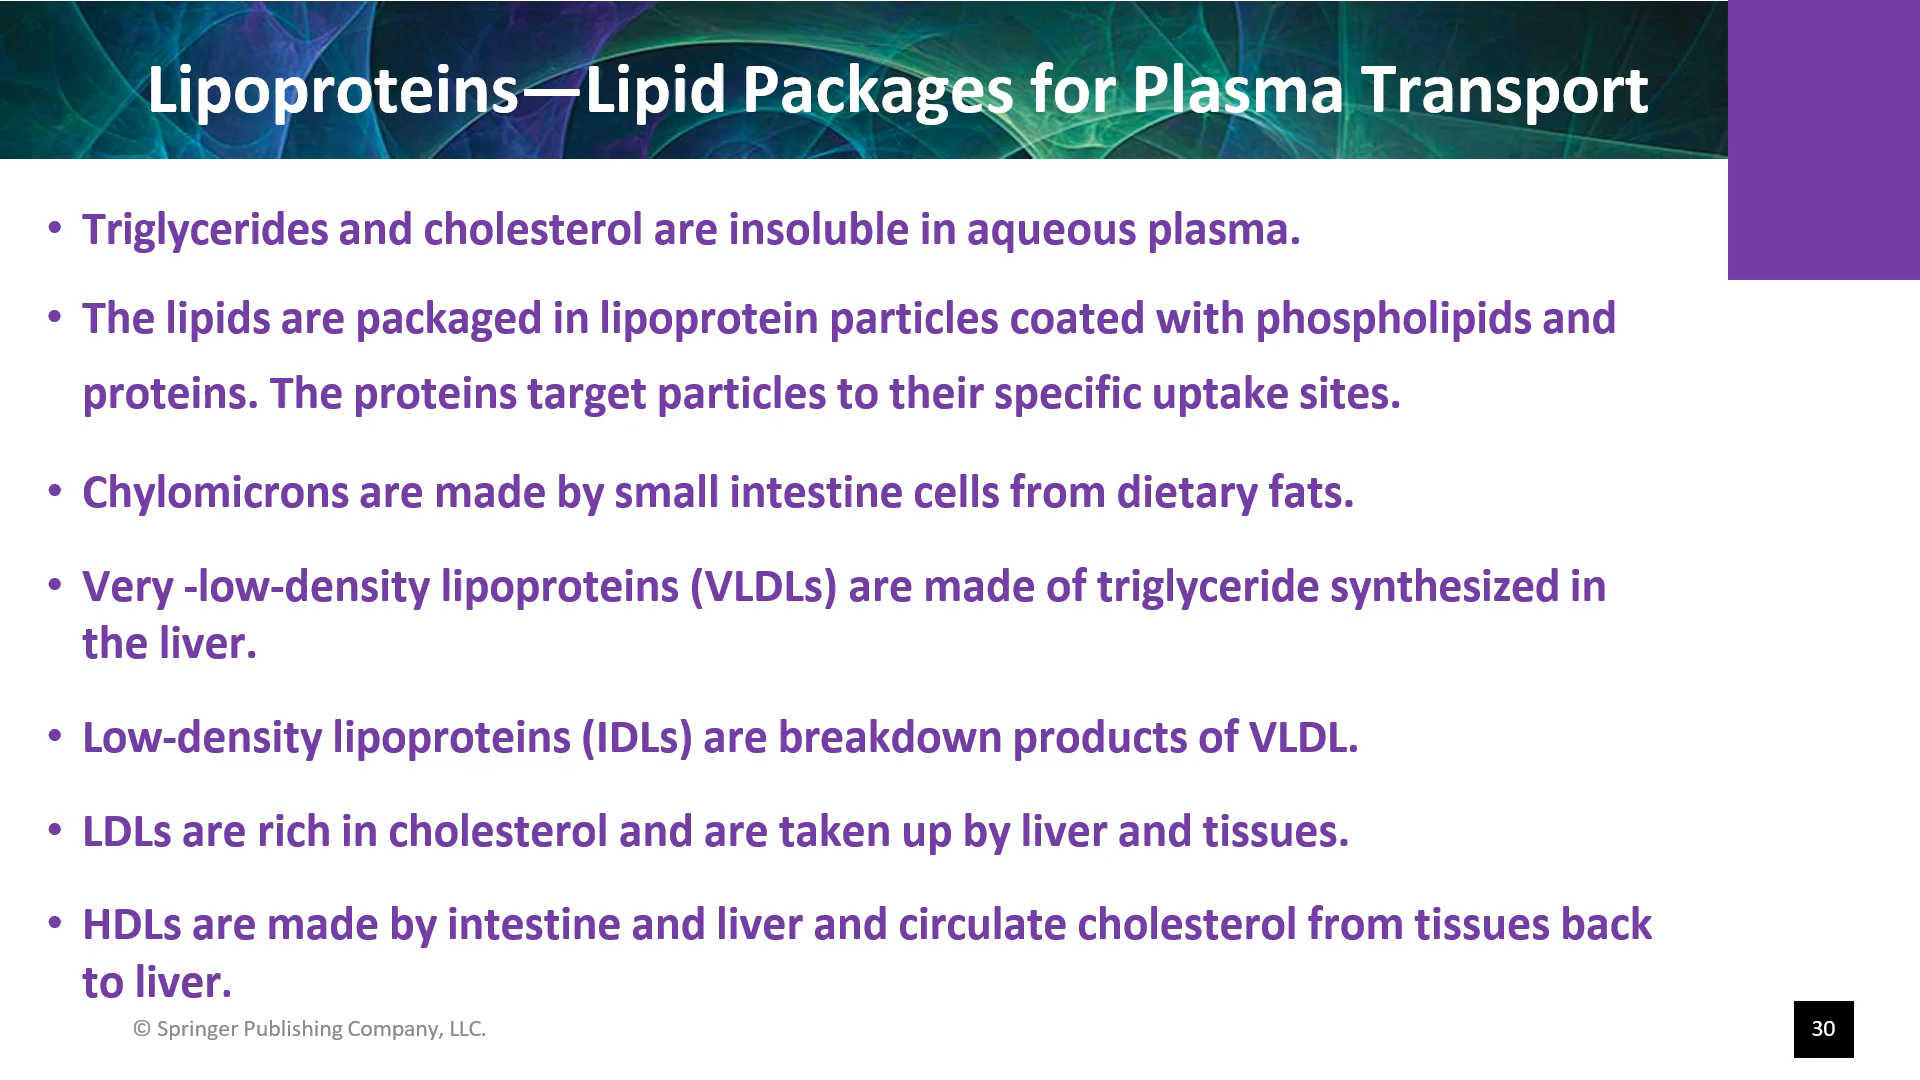 Lipoproteins—Lipid Packages for Plasma Transport
• Triglycerides and cholesterol are insoluble in aqueous plasma.
• The lipids are packaged in lipoprotein particles coated with phospholipids and
proteins. The proteins target particles to their specific uptake sites.
• Chylomicrons are made by small intestine cells from dietary fats.
• Very -low-density lipoproteins (VLDLs) are made of triglyceride synthesized in
the liver.
• Low-density lipoproteins (IDLs) are breakdown products of VLDL.
• LDLs are rich in cholesterol and are taken up by liver and tissues.
• HDLs are made by intestine and liver and circulate cholesterol from tissues back
to liver.
© Springer Publishing Company, LLC.
30